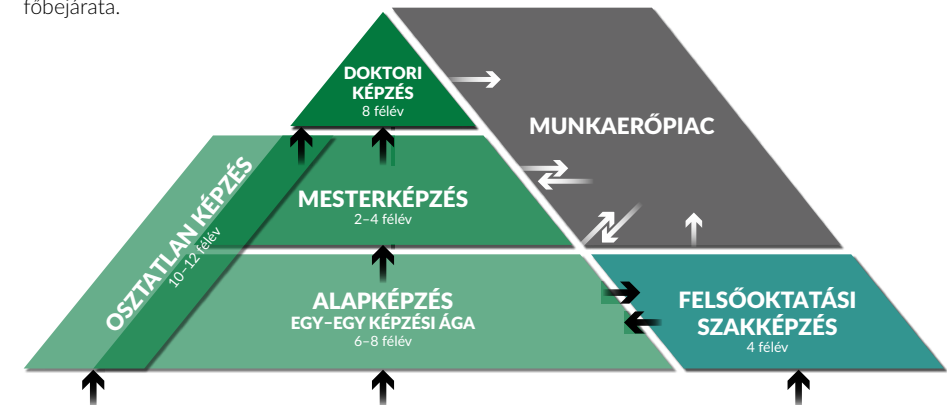 főbejárata.
DOKTORI
KÉPZÉS
8 félév
MUNKAERŐPIAC
OSZTATLAN KÉPZÉS
10–12 félév
MESTERKÉPZÉS
2–4 félév
ALAPKÉPZÉS
EGY–EGY KÉPZÉSI ÁGA
6–8 félév
FELSŐOKTATÁSI
SZAKKÉPZÉS
4 félév